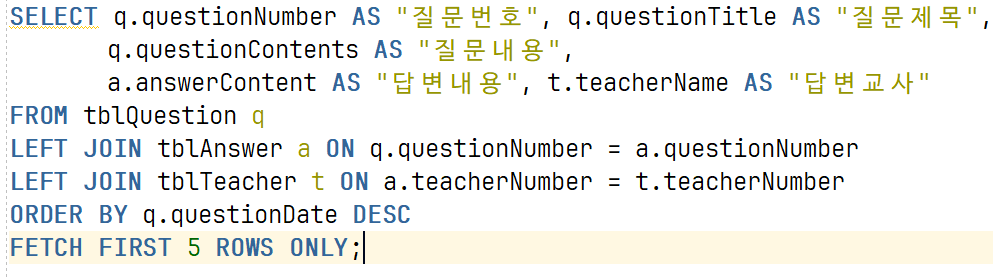 SELECT q.questionNumber AS "질문번호", q.questionTitle AS "질문제목",
q.questionContents AS "질문내용",
a.answerContent AS "답변내용", t.teacherName AS "답변교사"
FROM tblQuestion q
LEFT JOIN tblAnswer a ON q.questionNumber = a.questionNumber
LEFT JOIN tblTeacher t ON a.teacherNumber = t.teacherNumber
ORDER BY q.questionDate DESC
FETCH FIRST 5 ROWS ONLY;